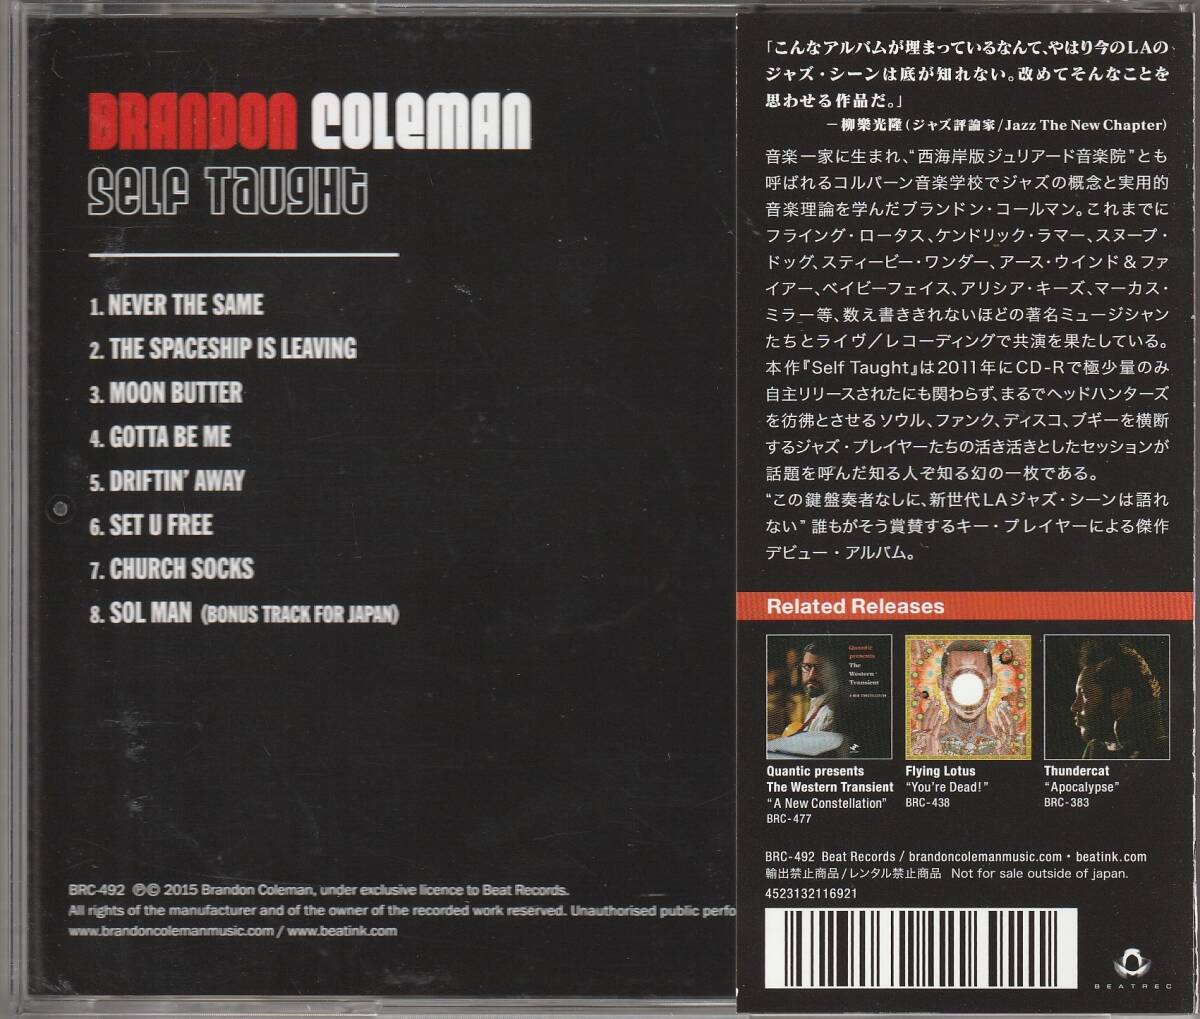 BRANDON COLEMAN
SELF TAUGHT
1. NEVER THE SAME
2. THE SPACESHIP IS LEAVING
3. MOON BUTTER
4. GOTTA BE ME
5. DRIFTIN' AWAY
6. SET U FREE
7. CHURCH SOCKS
8. SOL MAN (BONUS TRACK FOR JAPAN)
BRC-492 ℗© 2015 Brandon Coleman, under exclusive licence to Beat Records.
All rights of the manufacturer and of the owner of the recorded work reserved. Unauthorised public perfo
www.brandoncolemanmusic.com / www.beatink.com
「こんなアルバムが埋まっているなんて、やはり今のLAの
ジャズ・シーンは底が知れない。改めてそんなことを
思わせる作品だ。」
ー柳樂光隆(ジャズ評論家/Jazz The New Chapter)
音楽一家に生まれ、“西海岸版ジュリアード音楽院”とも
呼ばれるコルバーン音楽学校でジャズの概念と実用的
音楽理論を学んだブランドン・コールマン。これまでに
フライング・ロータス、ケンドリック・ラマー、スヌープ・
ドッグ、スティービー・ワンダー、アース・ウインド＆ファ
イアー、ベイビーフェイス、アリシア・キーズ、マーカス・
ミラー等、数え書ききれないほどの著名ミュージシャン
たちとライヴ／レコーディングで共演を果たしている。
本作『Self Taught』は2011年にCD-Rで極少量のみ
自主リリースされたにも関わらず、まるでヘッドハンターズ
を彷彿とさせるソウル、ファンク、ディスコ、ブギーを横断
するジャズ・プレイヤーたちの活き活きとしたセッションが
話題を呼んだ知る人ぞ知る幻の一枚である。
“この鍵盤奏者なしに、新世代LAジャズ・シーンは語れ
ない”誰もがそう賞賛するキー・プレイヤーによる傑作
デビュー・アルバム。
Related Releases
Quantic
presents
The
Western
Transient
A NEW CONSTELLATION
Quantic presents
The Western Transient
“A New Constellation”
BRC-477
Flying Lotus
“You're Dead!”
BRC-438
Thundercat
“Apocalypse”
BRC-383
BRC-492 Beat Records / brandoncolemanmusic.com・beatink.com
輸出禁止商品/レンタル禁止商品 Not for sale outside of japan.
4523132116921
BEATREC